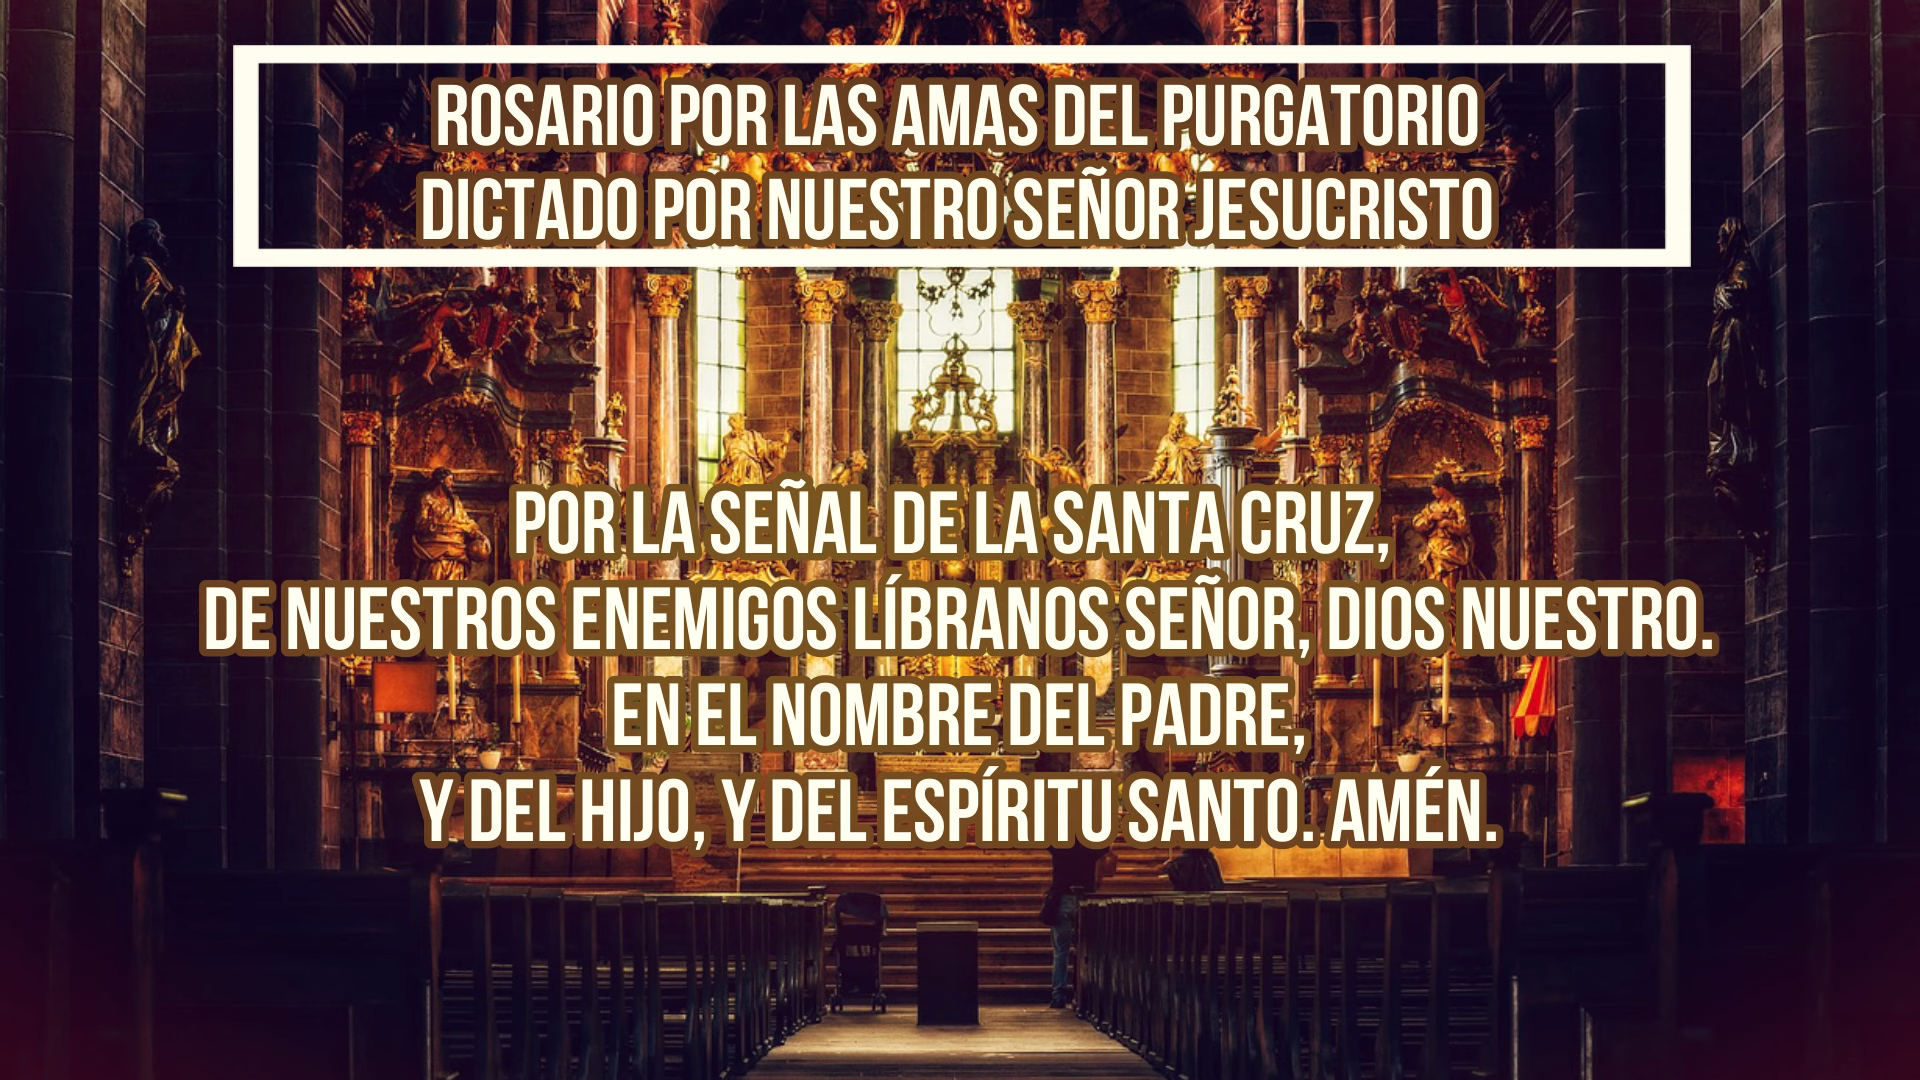 ROSARIO POR LAS AMAS DEL PURGATORIO
DICTADO POR NUESTRO SEÑOR JESUCRISTO
POR LA SEÑAL DE LA SANTA CRUZ,
DE NUESTROS ENEMIGOS LÍBRANOS SEÑOR, DIOS NUESTRO.
EN EL NOMBRE DEL PADRE,
Y DEL HIJO, Y DEL ESPÍRITU SANTO. AMÉN.